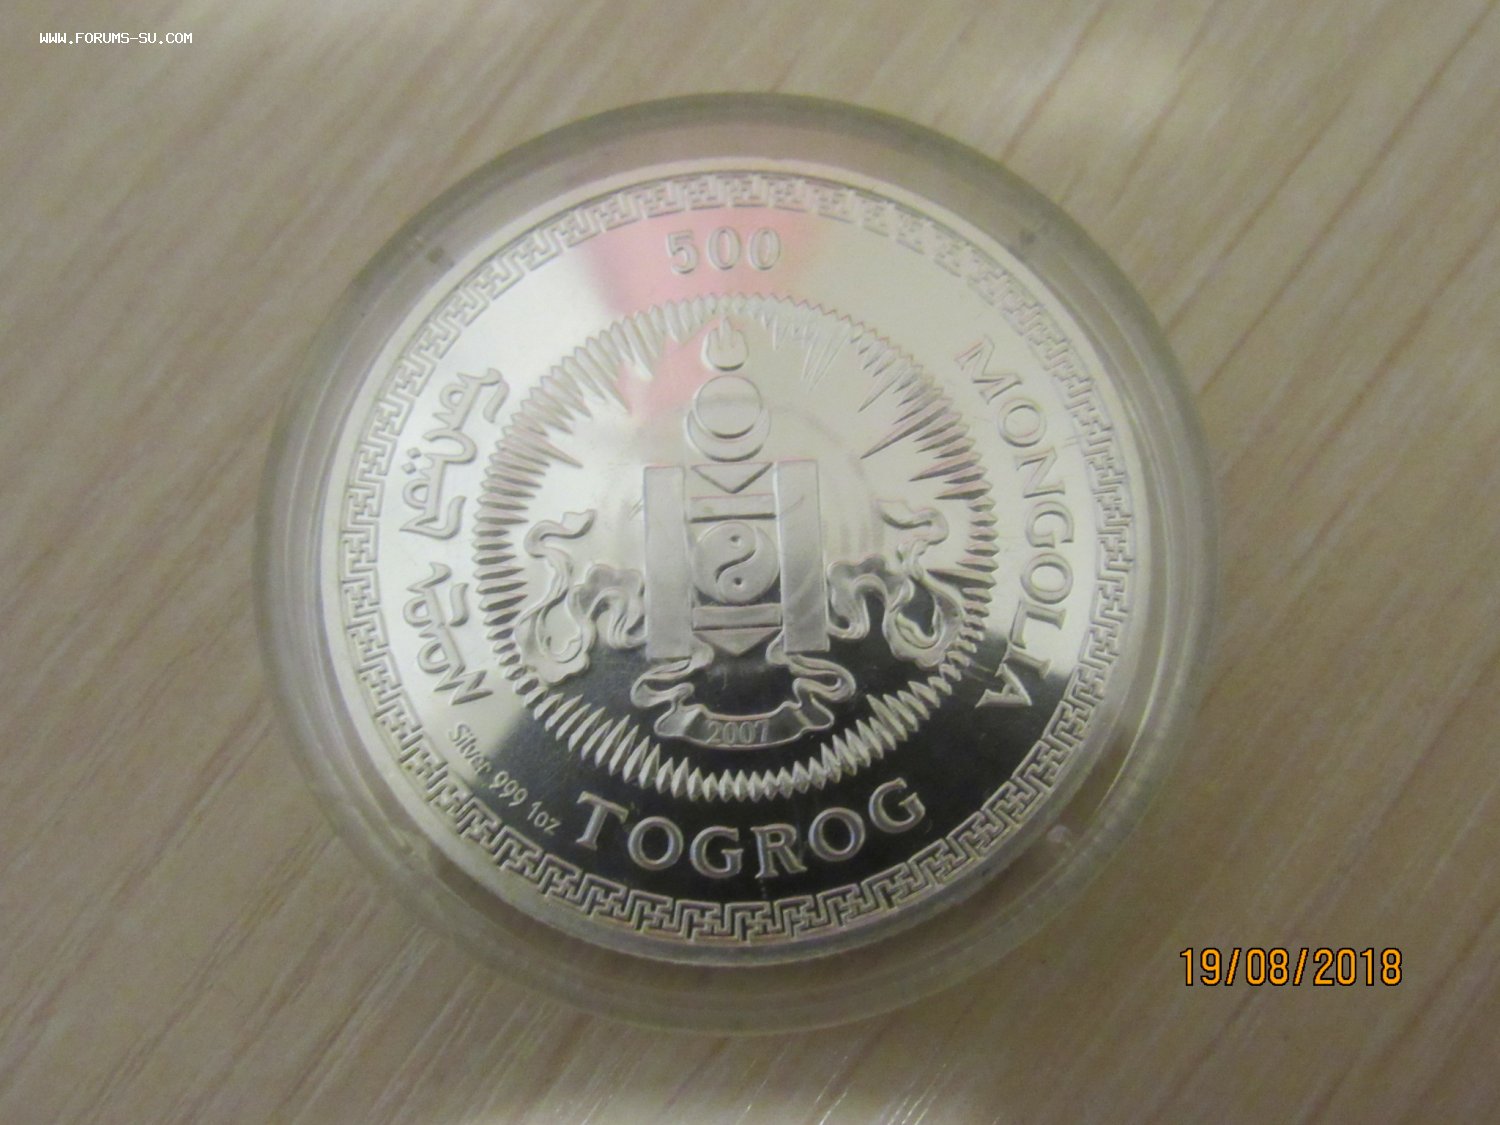 WWW.FORUMS-SU.COM
500
MONGOLIA
2007
Silver 999 1oz
TOGROG
19/08/2018